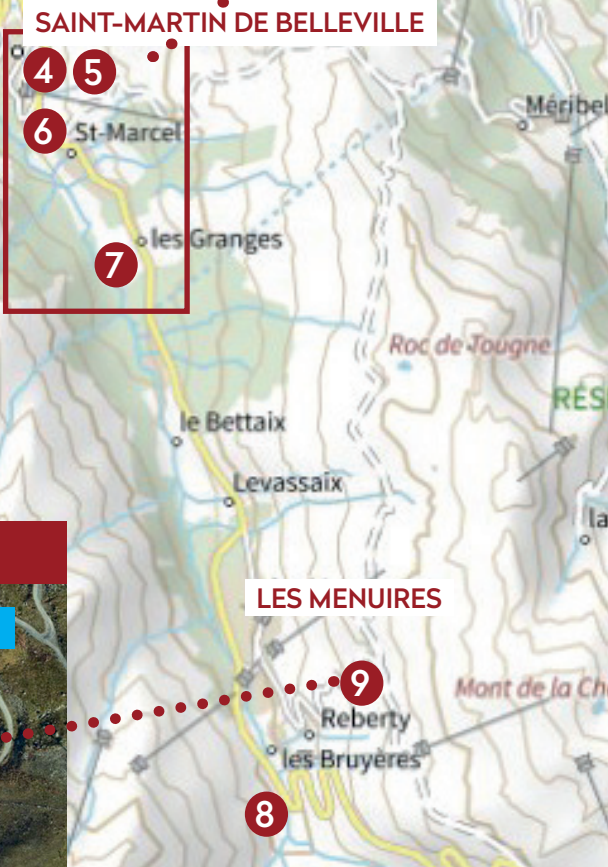 SAINT-MARTIN DE BELLEVILLE
4
5
Méribel
6
St-Marcel
les Granges
7
Roc de Tougne
RÉS
le Bettaix
Levassaix
la
LES MENUIRES
9
Mont de la Ch
Reberty
les Bruyères
8